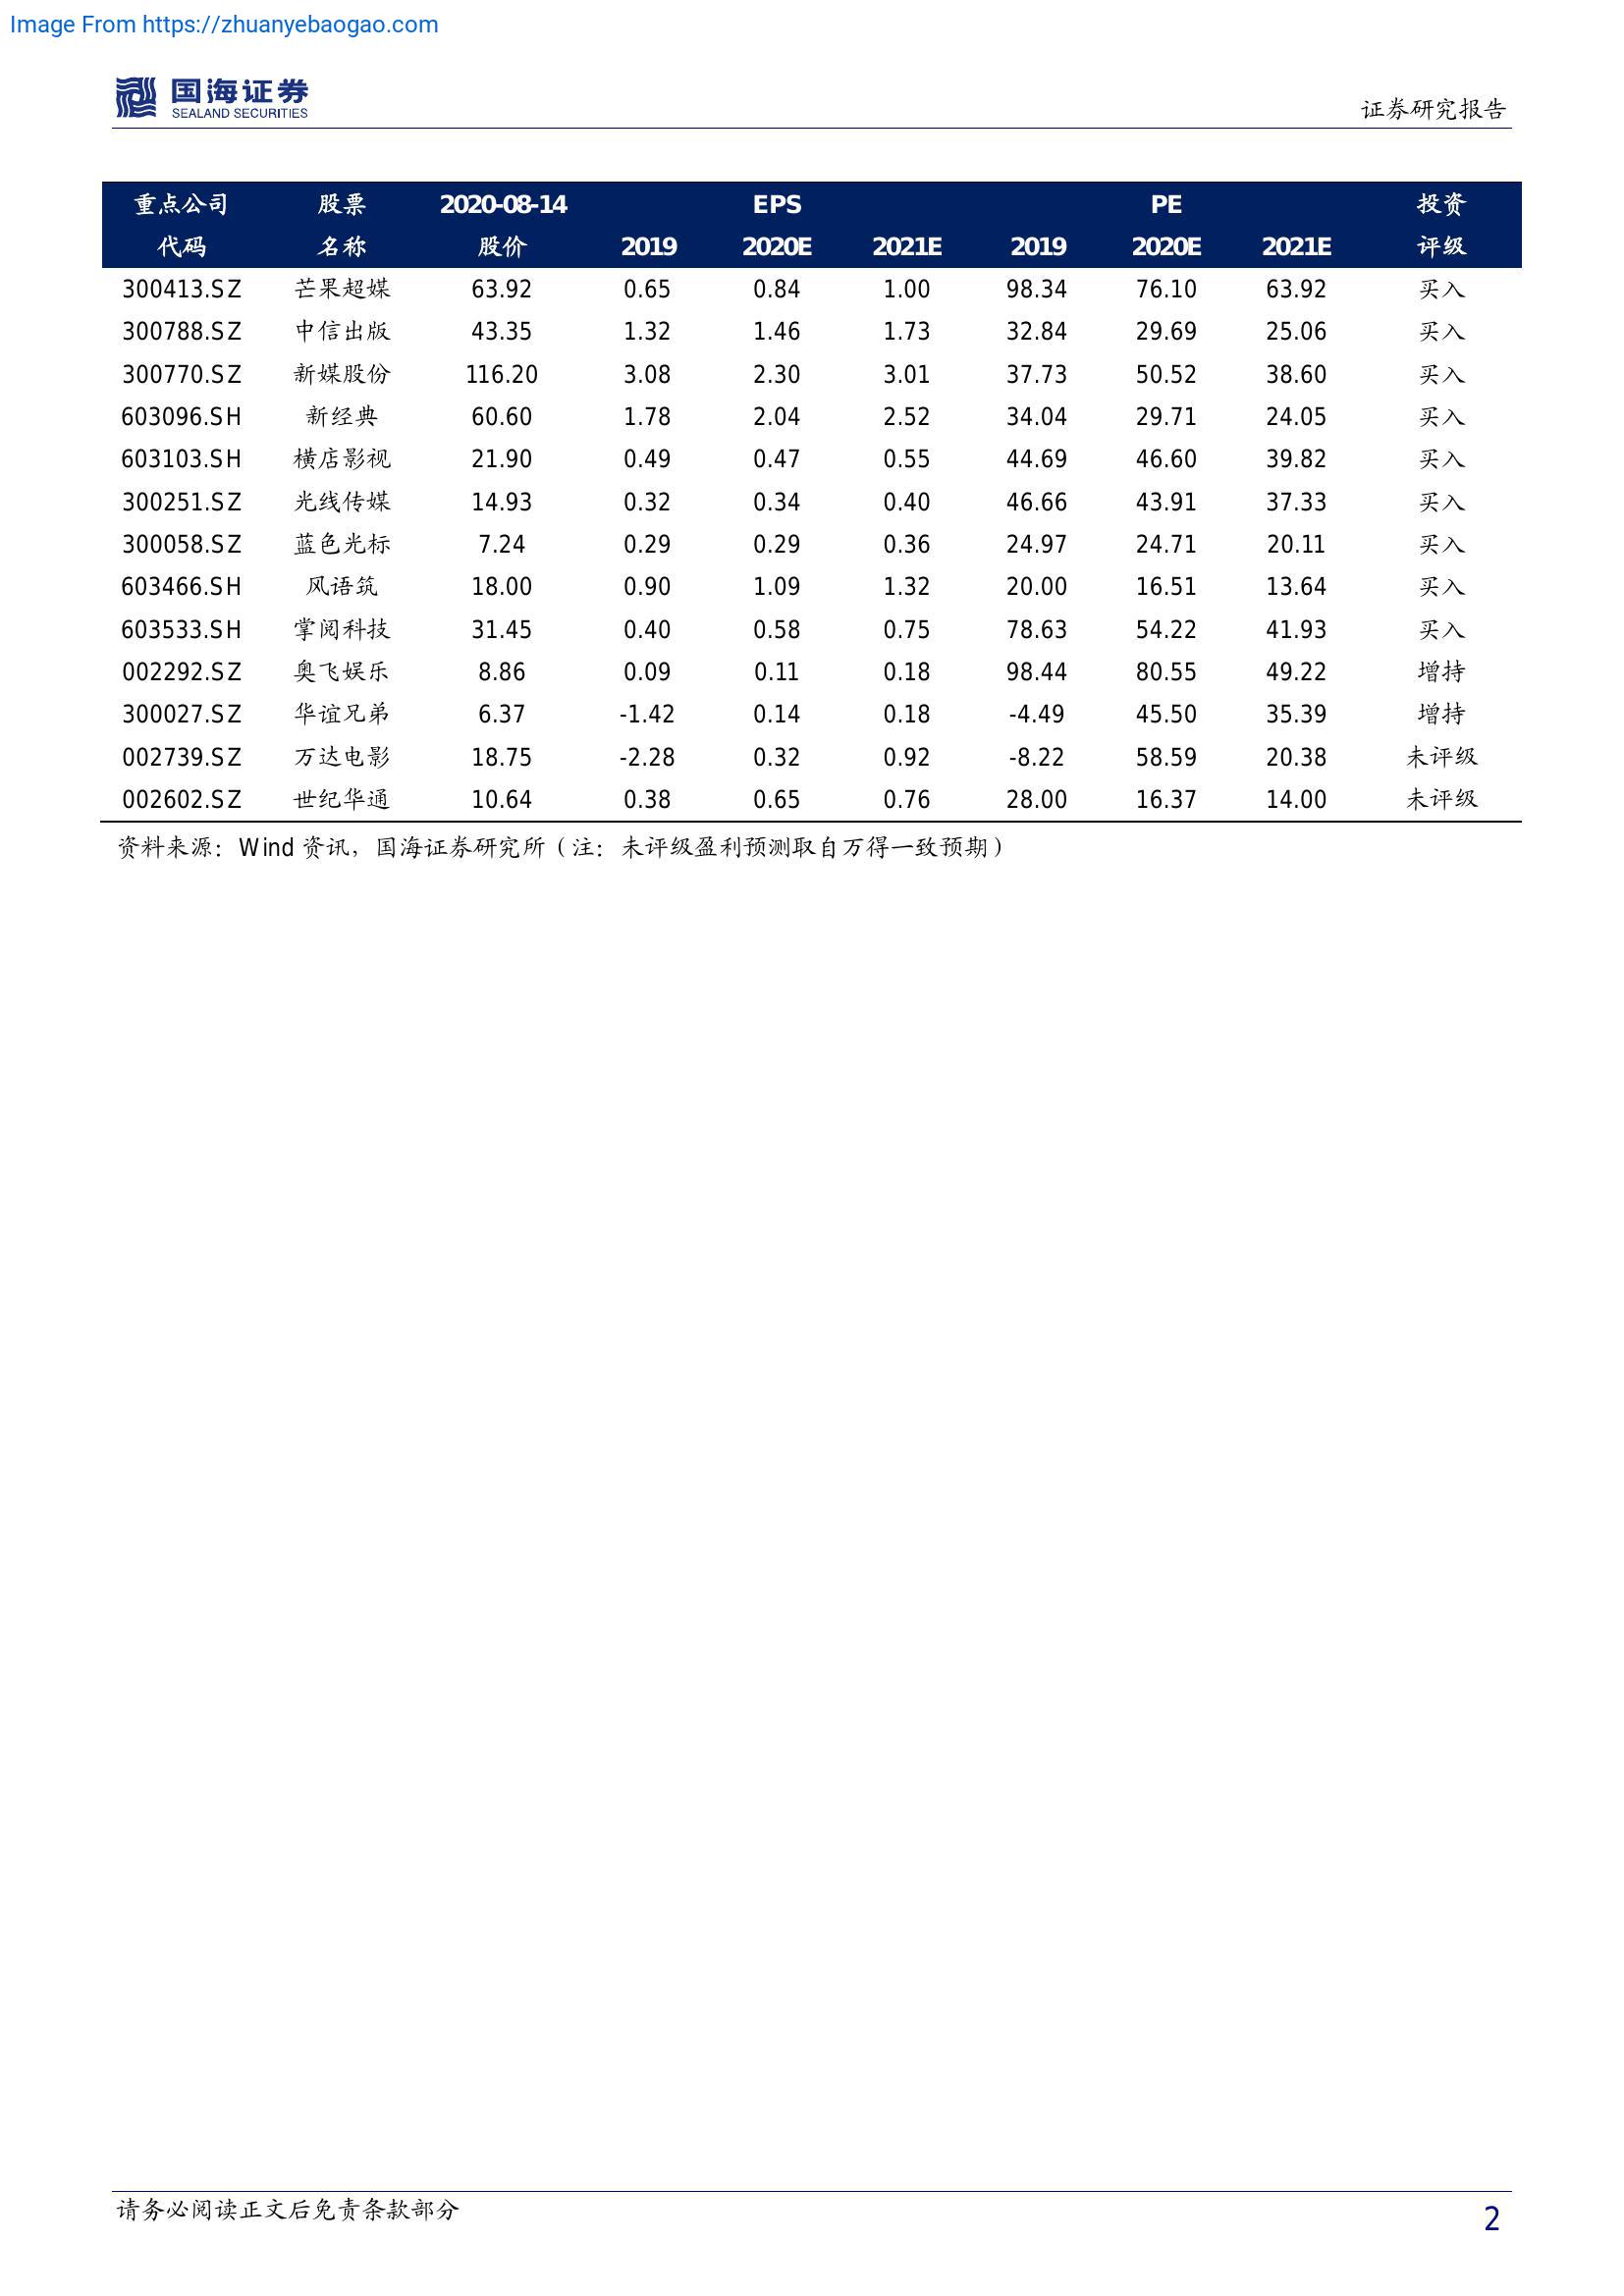 Image From https://zhuanyebaogao.com
国海证券
SEALAND SECURITIES
证券研究报告
重点公司 股票 2020-08-14 EPS PE 投资
代码 名称 股价 2019 2020E 2021E 2019 2020E 2021E 评级
300413.SZ 芒果超媒 63.92 0.65 0.84 1.00 98.34 76.10 63.92 买入
300788.SZ 中信出版 43.35 1.32 1.46 1.73 32.84 29.69 25.06 买入
300770.SZ 新媒股份 116.20 3.08 2.30 3.01 37.73 50.52 38.60 买入
603096.SH 新经典 60.60 1.78 2.04 2.52 34.04 29.71 24.05 买入
603103.SH 横店影视 21.90 0.49 0.47 0.55 44.69 46.60 39.82 买入
300251.SZ 光线传媒 14.93 0.32 0.34 0.40 46.66 43.91 37.33 买入
300058.SZ 蓝色光标 7.24 0.29 0.29 0.36 24.97 24.71 20.11 买入
603466.SH 风语筑 18.00 0.90 1.09 1.32 20.00 16.51 13.64 买入
603533.SH 掌阅科技 31.45 0.40 0.58 0.75 78.63 54.22 41.93 买入
002292.SZ 奥飞娱乐 8.86 0.09 0.11 0.18 98.44 80.55 49.22 增持
300027.SZ 华谊兄弟 6.37 -1.42 0.14 0.18 -4.49 45.50 35.39 增持
002739.SZ 万达电影 18.75 -2.28 0.32 0.92 -8.22 58.59 20.38 未评级
002602.SZ 世纪华通 10.64 0.38 0.65 0.76 28.00 16.37 14.00 未评级
资料来源：Wind 资讯，国海证券研究所（注：未评级盈利预测取自万得一致预期）
请务必阅读正文后免责条款部分
2